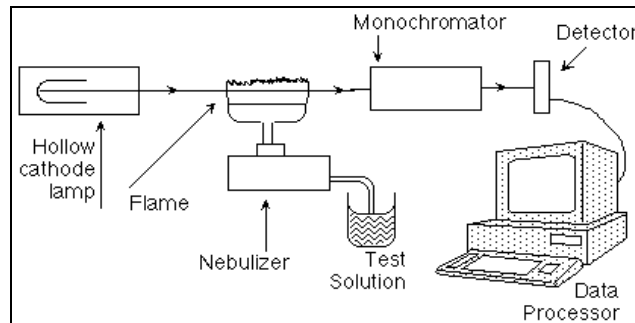 Monochromator
Detector
Hollow
cathode
lamp
Flame
Nebulizer
Test
Solution
Data
Processor